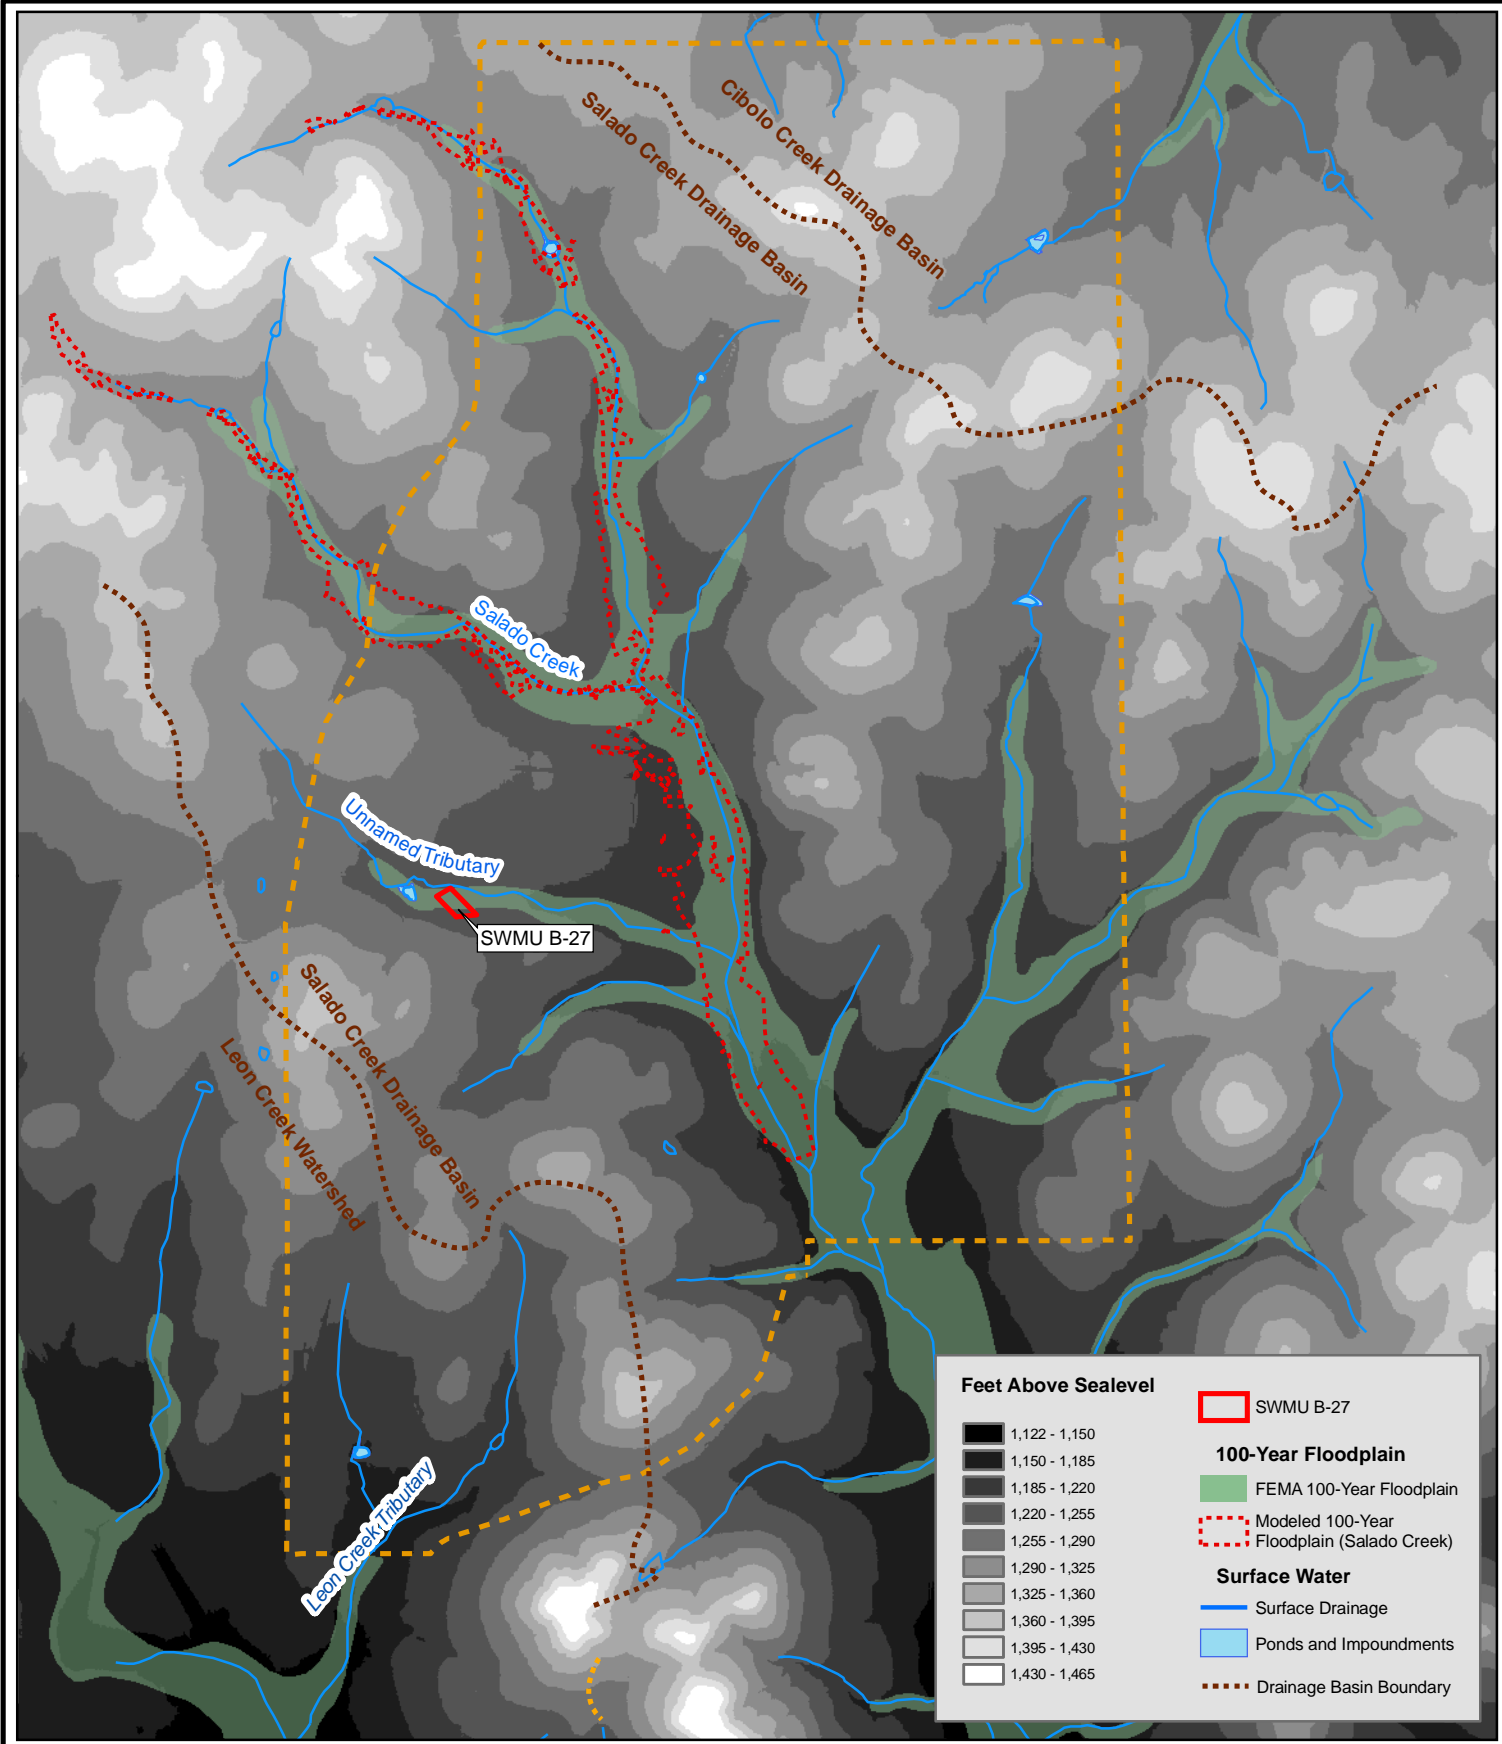 Cibolo Creek Drainage Basin
Salado Creek Drainage Basin
Salado Creek
Unnamed Tributary
SWMU B-27
Salado Creek Drainage Basin
Leon Creek Watershed
Leon Creek Tributary
Feet Above Sealevel
1,122 - 1,150
1,150 - 1,185
1,185 - 1,220
1,220 - 1,255
1,255 - 1,290
1,290 - 1,325
1,325 - 1,360
1,360 - 1,395
1,395 - 1,430
1,430 - 1,465
SWMU B-27
100-Year Floodplain
FEMA 100-Year Floodplain
Modeled 100-Year
Floodplain (Salado Creek)
Surface Water
Surface Drainage
Ponds and Impoundments
Drainage Basin Boundary